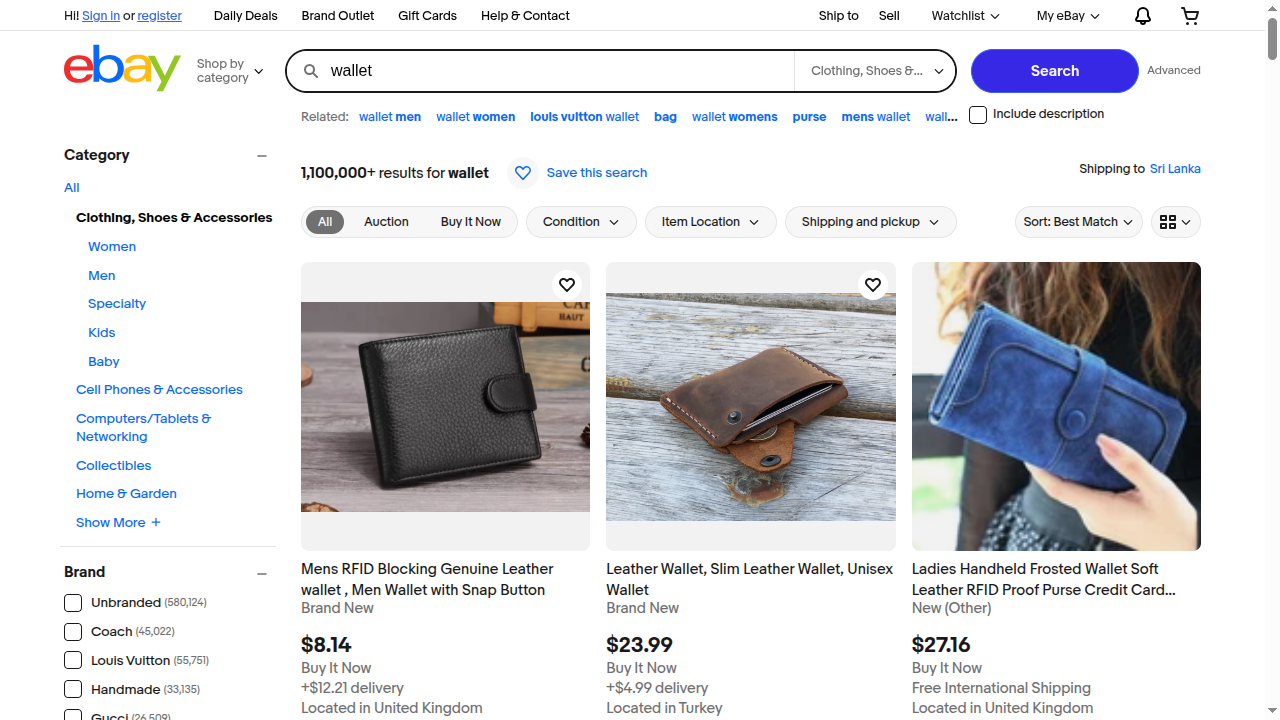 Hi! Sign in or register
Daily Deals
Brand Outlet
Gift Cards
Help & Contact
Ship to
Sell
Watchlist
My eBay
ebay
Shop by
category
wallet
Clothing, Shoes &...
Search
Advanced
Related: wallet men wallet women louis vuitton wallet bag wallet womens purse mens wallet wall...
Include description
Category
All
Clothing, Shoes & Accessories
Women
Men
Specialty
Kids
Baby
Cell Phones & Accessories
Computers/Tablets &
Networking
Collectibles
Home & Garden
Show More
Brand
Unbranded (580,124)
Coach (45,022)
Louis Vuitton (55,751)
Handmade (33,135)
Gucci (26,509)
1,100,000+ results for wallet
Save this search
Shipping to Sri Lanka
All
Auction
Buy It Now
Condition
Item Location
Shipping and pickup
Sort: Best Match
HAUT
Mens RFID Blocking Genuine Leather
wallet , Men Wallet with Snap Button
Brand New
$8.14
Buy It Now
+$12.21 delivery
Located in United Kingdom
Leather Wallet, Slim Leather Wallet, Unisex
Wallet
Brand New
$23.99
Buy It Now
+$4.99 delivery
Located in Turkey
Ladies Handheld Frosted Wallet Soft
Leather RFID Proof Purse Credit Card...
New (Other)
$27.16
Buy It Now
Free International Shipping
Located in United Kingdom